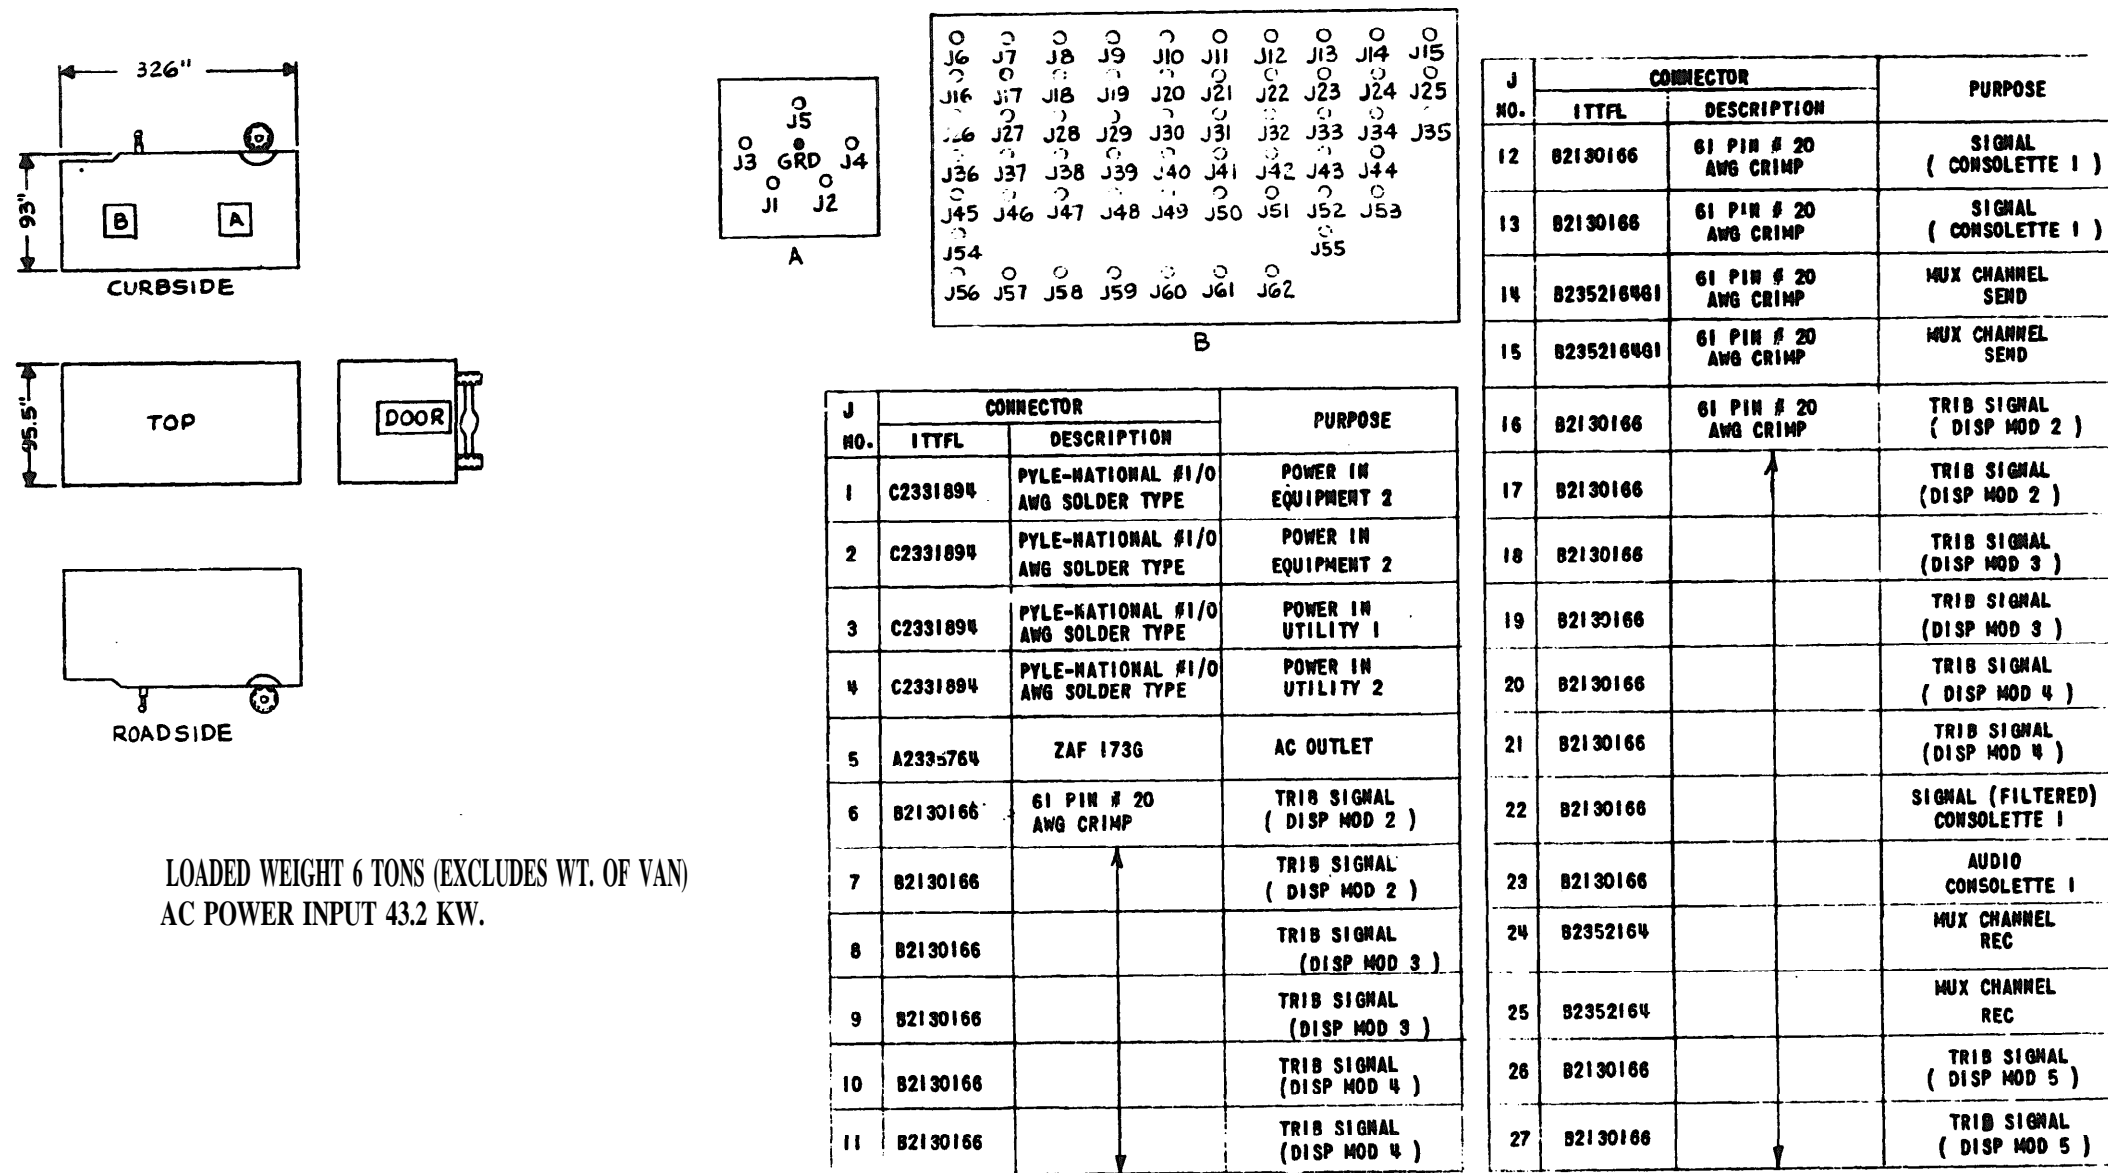 326"
93"
B A
CURBSIDE
95.5"
TOP
DOOR
ROADSIDE
LOADED WEIGHT 6 TONS (EXCLUDES WT. OF VAN)
AC POWER INPUT 43.2 KW.
J5
J3 GRD J4
J1 J2
A
J6 J7 J8 J9 J10 J11 J12 J13 J14 J15
J16 J17 J18 J19 J20 J21 J22 J23 J24 J25
J26 J27 J28 J29 J30 J31 J32 J33 J34 J35
J36 J37 J38 J39 J40 J41 J42 J43 J44
J45 J46 J47 J48 J49 J50 J51 J52 J53
J54 J55
J56 J57 J58 J59 J60 J61 J62
B
J NO. CONNECTOR PURPOSE
ITTFL DESCRIPTION
1 C2331894 PYLE-NATIONAL #1/0 AWG SOLDER TYPE POWER IN EQUIPMENT 2
2 C2331894 PYLE-NATIONAL #1/0 AWG SOLDER TYPE POWER IN EQUIPMENT 2
3 C2331894 PYLE-NATIONAL #1/0 AWG SOLDER TYPE POWER IN UTILITY 1
4 C2331894 PYLE-NATIONAL #1/0 AWG SOLDER TYPE POWER IN UTILITY 2
5 A2335764 ZAF 173G AC OUTLET
6 B2130166 61 PIN # 20 AWG CRIMP TRIB SIGNAL ( DISP MOD 2 )
7 B2130166 TRIB SIGNAL ( DISP MOD 2 )
8 B2130166 TRIB SIGNAL (DISP MOD 3 )
9 B2130166 TRIB SIGNAL (DISP MOD 3 )
10 B2130166 TRIB SIGNAL (DISP MOD 4 )
11 B2130166 TRIB SIGNAL (DISP MOD 4 )
J NO. CONNECTOR PURPOSE
ITTFL DESCRIPTION
12 B2130166 61 PIN # 20 AWG CRIMP SIGNAL ( CONSOLETTE 1 )
13 B2130166 61 PIN # 20 AWG CRIMP SIGNAL ( CONSOLETTE 1 )
14 B2352164G1 61 PIN # 20 AWG CRIMP MUX CHANNEL SEND
15 B2352164G1 61 PIN # 20 AWG CRIMP MUX CHANNEL SEND
16 B2130166 61 PIN # 20 AWG CRIMP TRIB SIGNAL ( DISP MOD 2 )
17 B2130166 TRIB SIGNAL (DISP MOD 2 )
18 B2130166 TRIB SIGNAL (DISP MOD 3 )
19 B2130166 TRIB SIGNAL (DISP MOD 3 )
20 B2130166 TRIB SIGNAL ( DISP MOD 4 )
21 B2130166 TRIB SIGNAL (DISP MOD 4 )
22 B2130166 SIGNAL (FILTERED) CONSOLETTE 1
23 B2130166 AUDIO CONSOLETTE 1
24 B2352164 MUX CHANNEL REC
25 B2352164 MUX CHANNEL REC
26 B2130166 TRIB SIGNAL ( DISP MOD 5 )
27 B2130166 TRIB SIGNAL ( DISP MOD 5 )